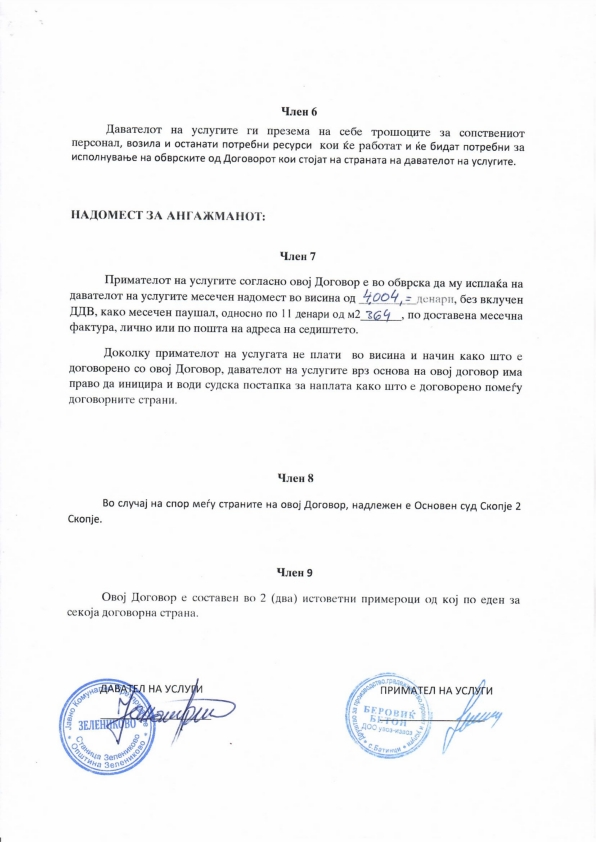 Член 6
Давателот на услугите ги презема на себе трошоците за сопствениот
персонал, возила и останати потребни ресурси кои ќе работат и ќе бидат потребни за
исполнување на обврските од Договорот кои стојат на страната на давателот на услугите.
НАДОМЕСТ ЗА АНГАЖМАНОТ:
Член 7
Примателот на услугите согласно овој Договор е во обврска да му исплаќа на
давателот на услугите месечен надомест во висина од 4,004,= денари, без вклучен
ДДВ, како месечен паушал, односно по 11 денари од м2 364, по доставена месечна
фактура, лично или по пошта на адреса на седиштето.
Доколку примателот на услугата не плати во висина и начин како што е
договорено со овој Договор, давателот на услугите врз основа на овој договор има
право да иницира и води судска постапка за наплата како што е договорено помеѓу
договорните страни.
Член 8
Во случај на спор меѓу страните на овој Договор, надлежен е Основен суд Скопје 2
Скопје.
Член 9
Овој Договор е составен во 2 (два) истоветни примероци од кој по еден за
секоја договорна страна.
ДАВАТЕЛ НА УСЛУГИ
ПРИМАТЕЛ НА УСЛУГИ
Јавно Комунално Претпријатие
ЗЕЛЕНИКОВО
Станица Зелениково
Општина Зелениково
БЕРОВИЌ
БЕТОН
ДОО увоз-извоз